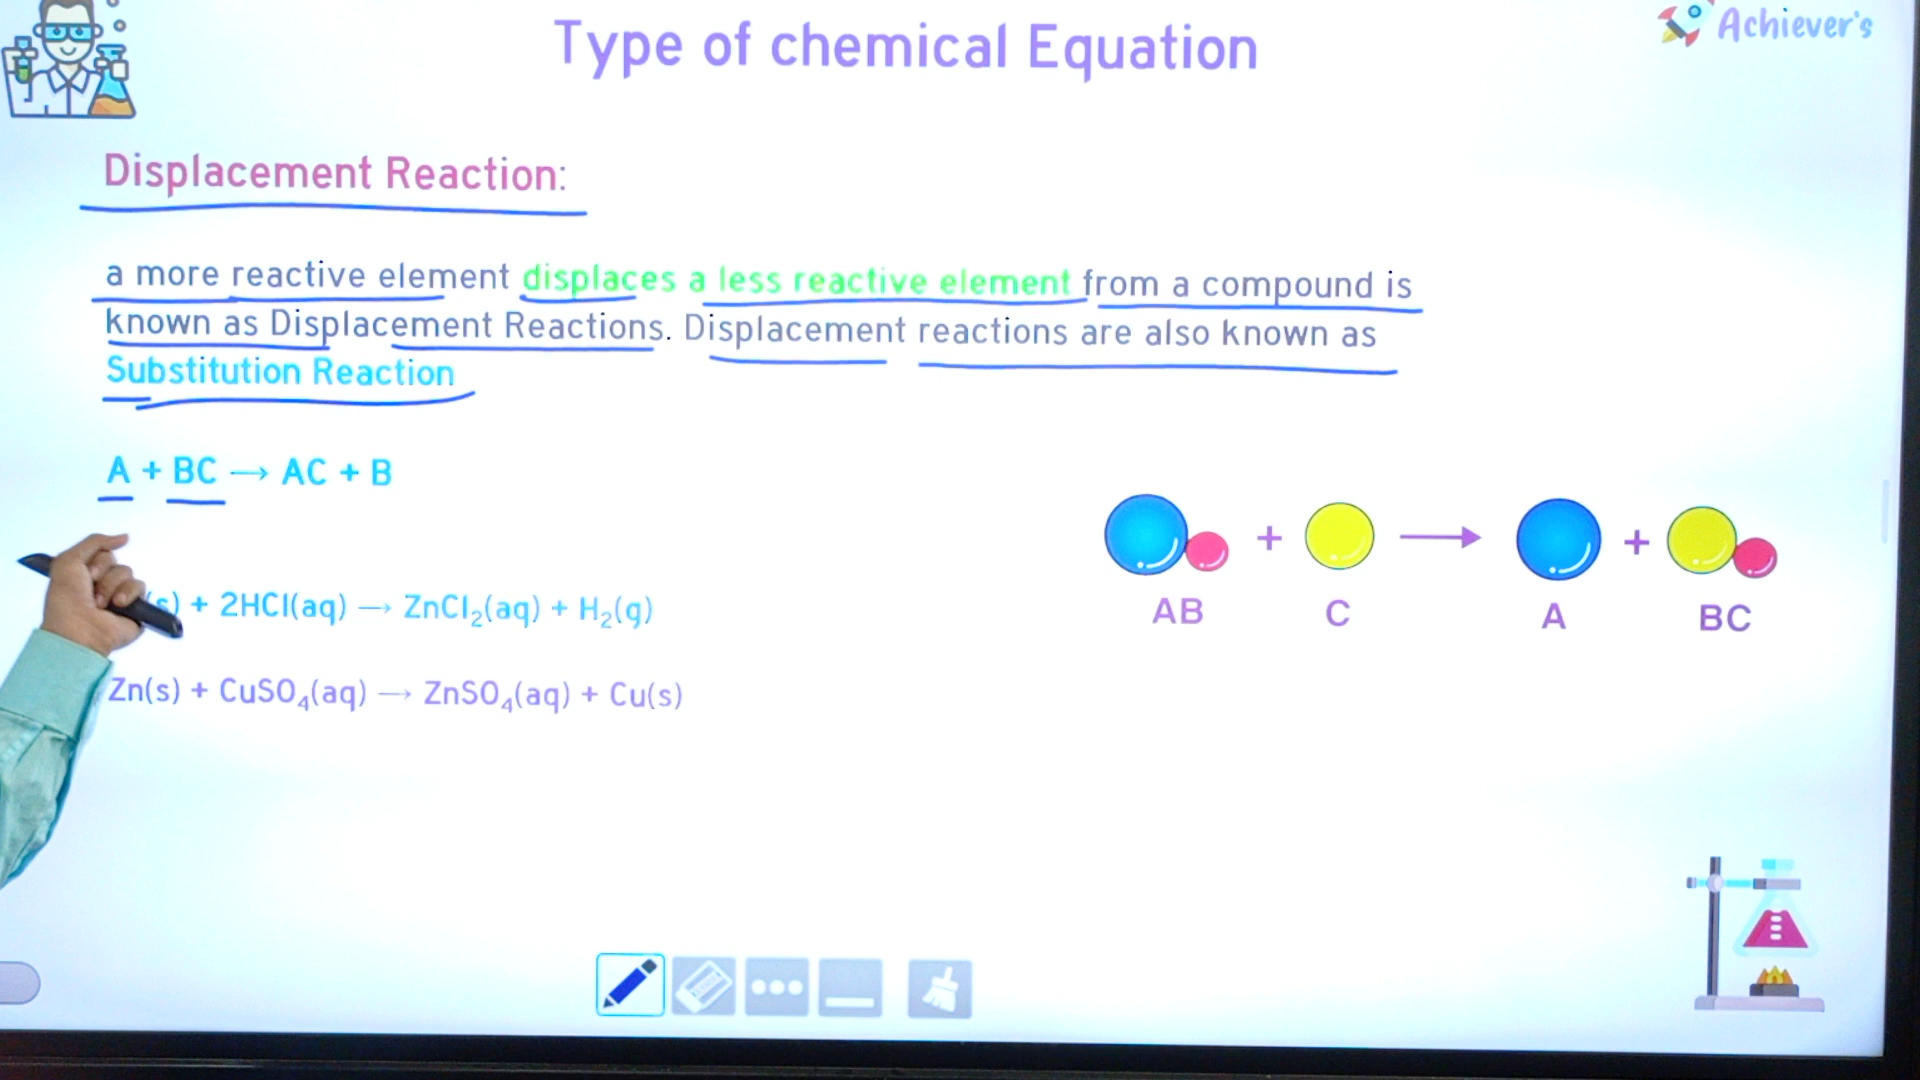 Type of chemical Equation
Achiever's
Displacement Reaction:
a more reactive element displaces a less reactive element from a compound is
known as Displacement Reactions. Displacement reactions are also known as
Substitution Reaction
A + BC → AC + B
(s) + 2HCl(aq) → ZnCl₂(aq) + H₂(g)
Zn(s) + CuSO₄(aq) → ZnSO₄(aq) + Cu(s)
+ → +
AB C A BC